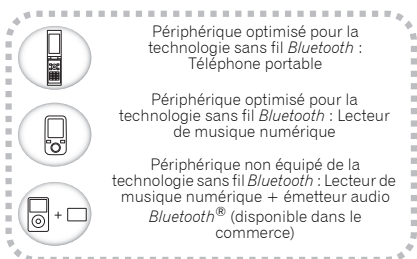 Périphérique optimisé pour la
technologie sans fil Bluetooth :
Téléphone portable
Périphérique optimisé pour la
technologie sans fil Bluetooth : Lecteur
de musique numérique
Périphérique non équipé de la
technologie sans fil Bluetooth : Lecteur de
musique numérique + émetteur audio
Bluetooth® (disponible dans le
commerce)
+